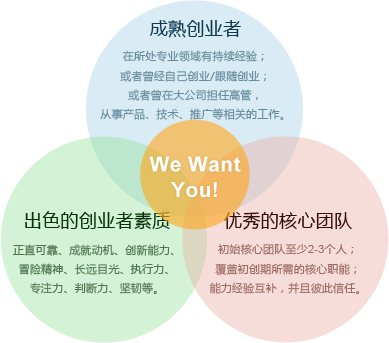 成熟创业者
在所处专业领域有持续经验；
或者曾经自己创业/跟随创业；
或者曾在大公司担任高管，
从事产品、技术、推广等相关的工作。
We Want
You!
出色的创业者素质
正直可靠、成就动机、创新能力、
冒险精神、长远目光、执行力、
专注力、判断力、坚韧等。
优秀的核心团队
初始核心团队至少2-3个人；
覆盖初创期所需的核心职能；
能力经验互补，并且彼此信任。